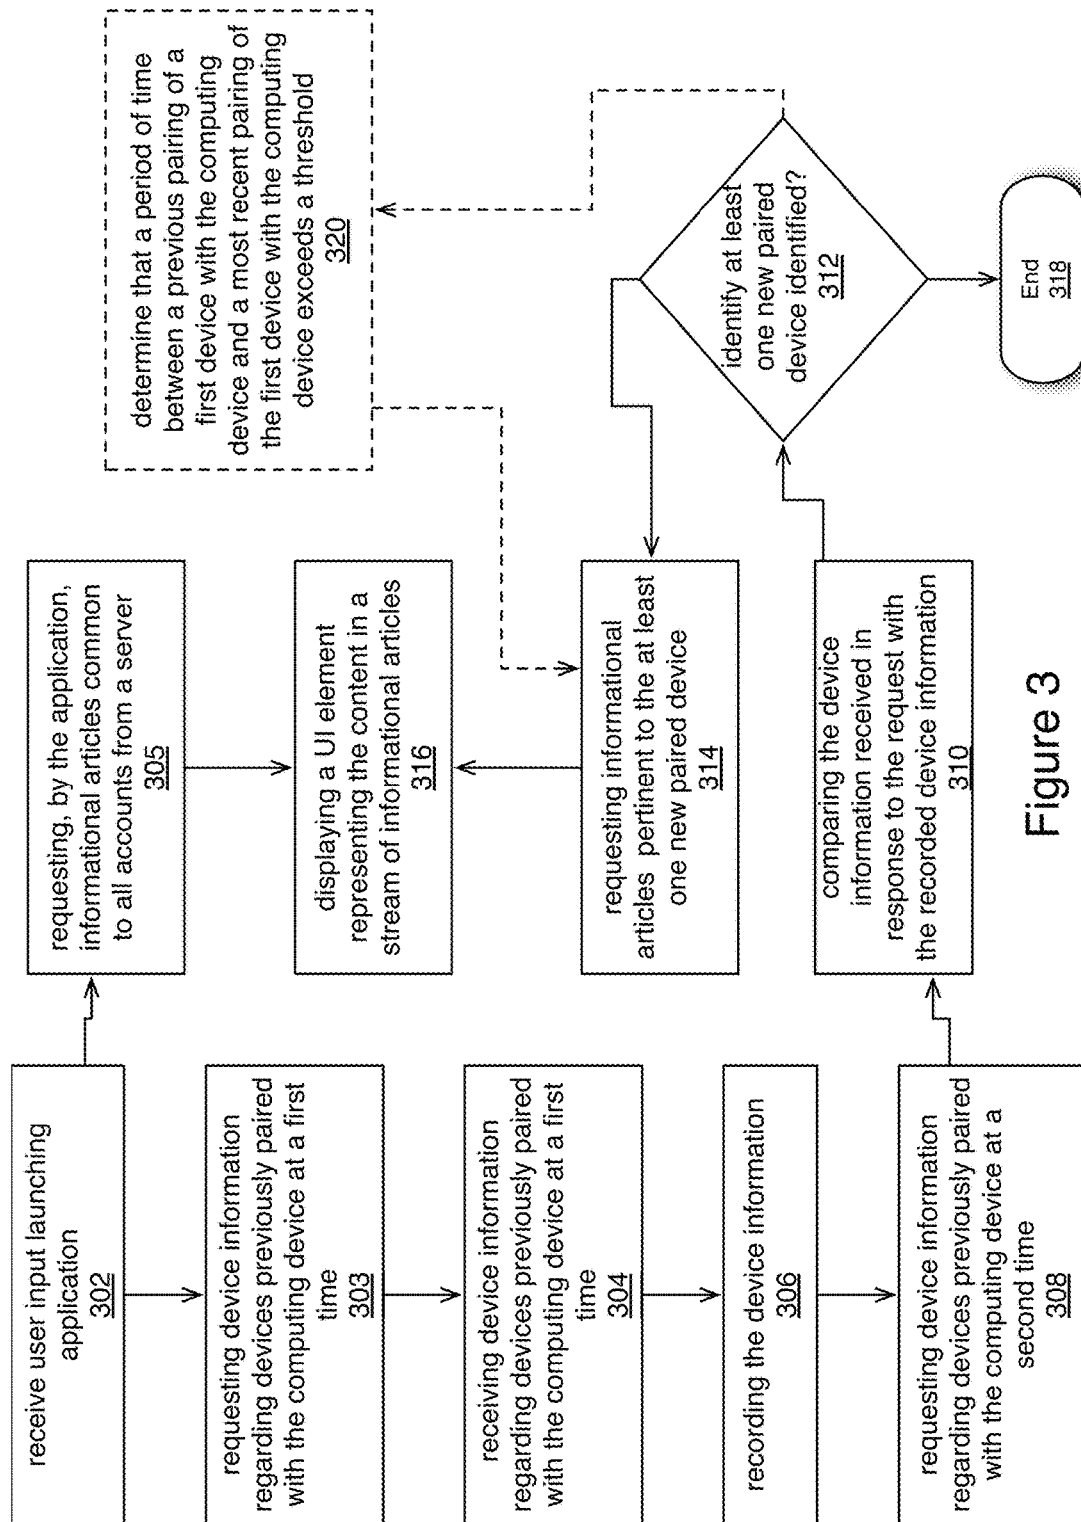 receive user input launching
application
302
requesting device information
regarding devices previously paired
with the computing device at a first
time
303
receiving device information
regarding devices previously paired
with the computing device at a first
time
304
recording the device information
306
requesting device information
regarding devices previously paired
with the computing device at a
second time
308
requesting, by the application,
informational articles common
to all accounts from a server
305
displaying a UI element
representing the content in a
stream of informational articles
316
requesting informational
articles pertinent to the at least
one new paired device
314
comparing the device
information received in
response to the request with
the recorded device information
310
determine that a period of time
between a previous pairing of a
first device with the computing
device and a most recent pairing of
the first device with the computing
device exceeds a threshold
320
identify at least
one new paired
device identified?
312
End
318
Figure 3